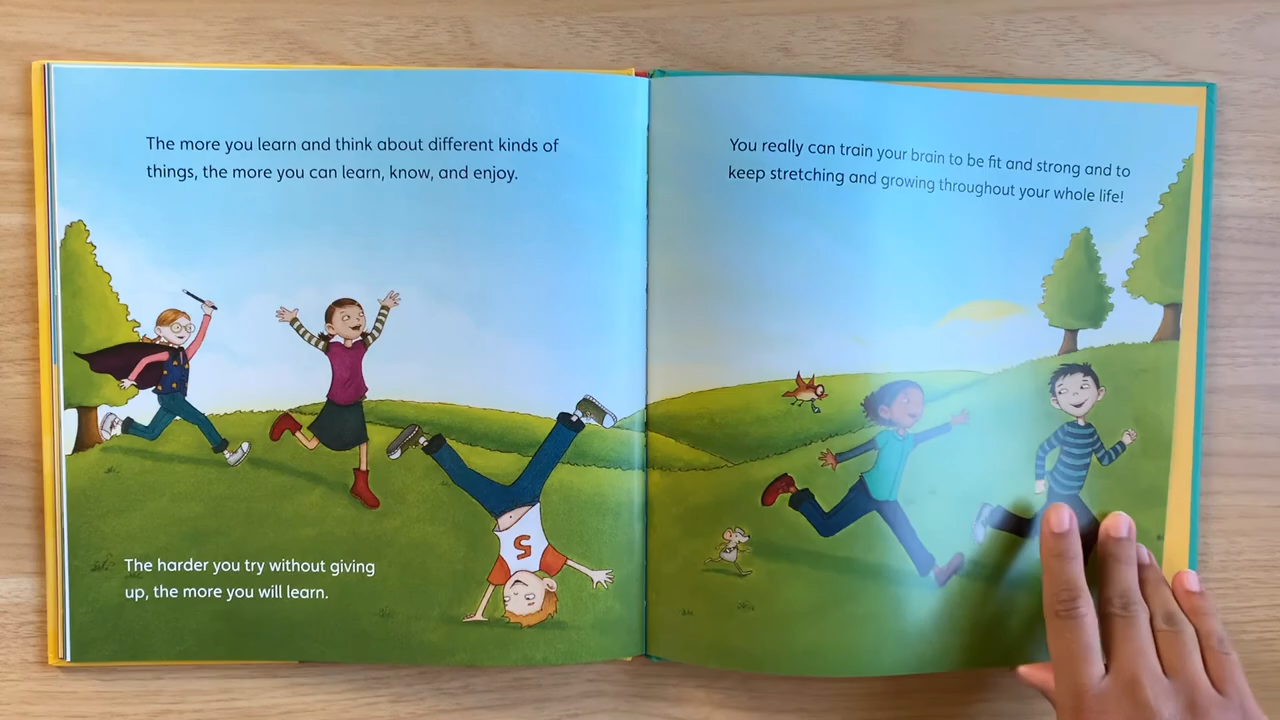 The more you learn and think about different kinds of
things, the more you can learn, know, and enjoy.
The harder you try without giving
up, the more you will learn.
5
You really can train your brain to be fit and strong and to
keep stretching and growing throughout your whole life!